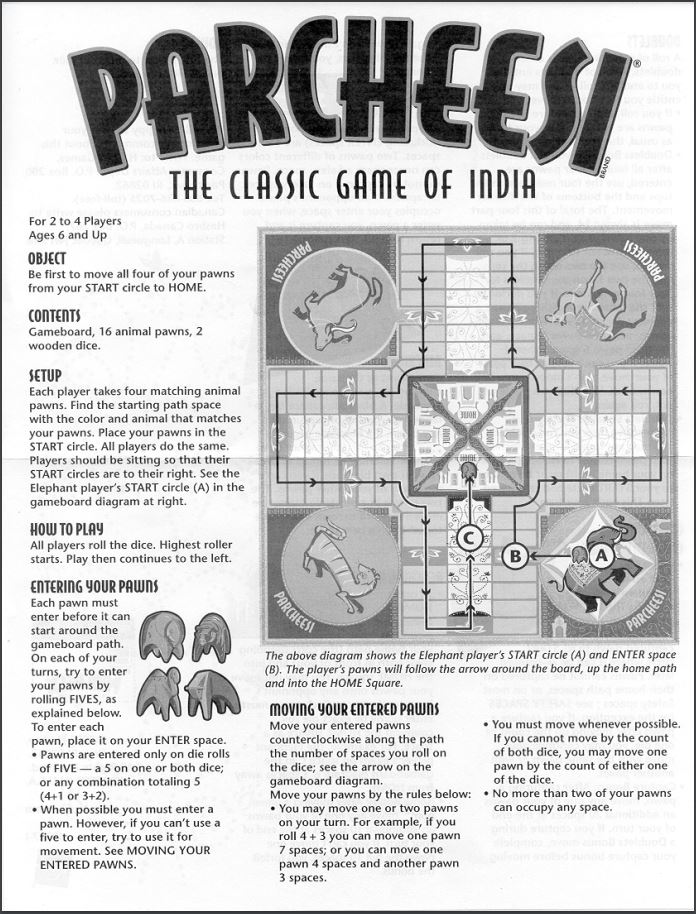 PARCHEESI®
BRAND
THE CLASSIC GAME OF INDIA
For 2 to 4 Players
Ages 6 and Up
OBJECT
Be first to move all four of your pawns
from your START circle to HOME.
CONTENTS
Gameboard, 16 animal pawns, 2
wooden dice.
SETUP
Each player takes four matching animal
pawns. Find the starting path space
with the color and animal that matches
your pawns. Place your pawns in the
START circle. All players do the same.
Players should be sitting so that their
START circles are to their right. See the
Elephant player's START circle (A) in the
gameboard diagram at right.
HOW TO PLAY
All players roll the dice. Highest roller
starts. Play then continues to the left.
ENTERING YOUR PAWNS
Each pawn must
enter before it can
start around the
gameboard path.
On each of your
turns, try to enter
your pawns by
rolling FIVES, as
explained below.
To enter each
pawn, place it on your ENTER space.
• Pawns are entered only on die rolls
of FIVE — a 5 on one or both dice;
or any combination totaling 5
(4+1 or 3+2).
• When possible you must enter a
pawn. However, if you can't use a
five to enter, try to use it for
movement. See MOVING YOUR
ENTERED PAWNS.
PARCHEESI
PARCHEESI
HOME
HOME
HOME
HOME
C
B
A
PARCHEESI
PARCHEESI
The above diagram shows the Elephant player's START circle (A) and ENTER space
(B). The player's pawns will follow the arrow around the board, up the home path
and into the HOME Square.
MOVING YOUR ENTERED PAWNS
Move your entered pawns
counterclockwise along the path
the number of spaces you roll on
the dice; see the arrow on the
gameboard diagram.
Move your pawns by the rules below:
• You may move one or two pawns
on your turn. For example, if you
roll 4 + 3 you can move one pawn
7 spaces; or you can move one
pawn 4 spaces and another pawn
3 spaces.
• You must move whenever possible.
If you cannot move by the count
of both dice, you may move one
pawn by the count of either one
of the dice.
• No more than two of your pawns
can occupy any space.